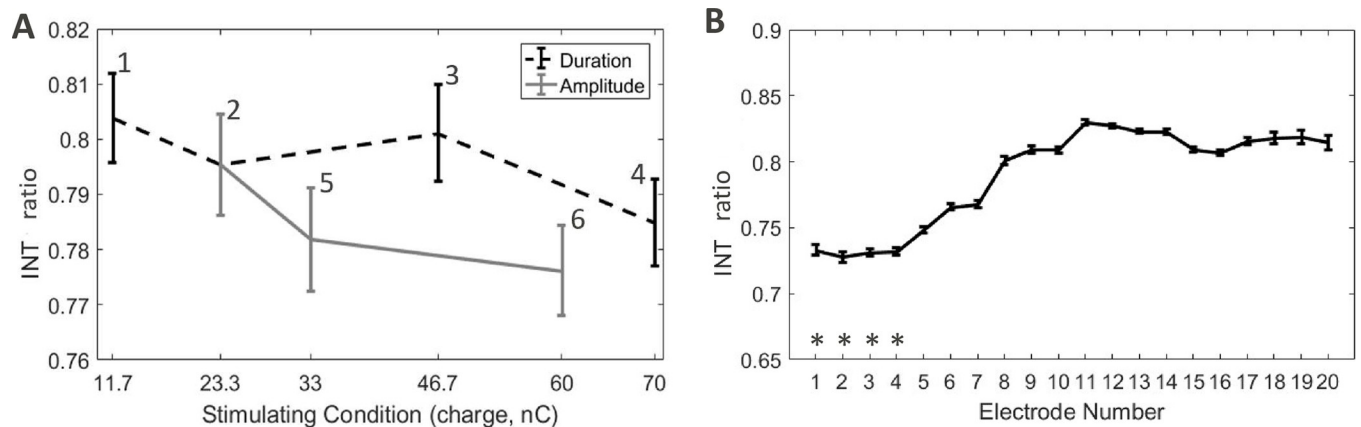 A
0.82
0.81
0.8
0.79
0.78
0.77
0.76
INT ratio
1
2
3
4
5
6
Duration
Amplitude
11.7 23.3 33 46.7 60 70
Stimulating Condition (charge, nC)
B
0.9
0.85
0.8
0.75
0.7
0.65
INT ratio
* * * *
1 2 3 4 5 6 7 8 9 10 11 12 13 14 15 16 17 18 19 20
Electrode Number